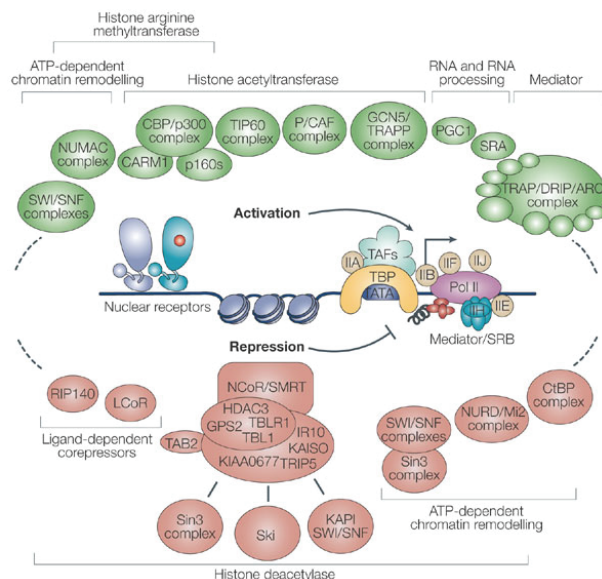 Histone arginine
methyltransferase
ATP-dependent
chromatin remodelling
Histone acetyltransferase
RNA and RNA
processing
Mediator
CBP/p300
complex
TIP60
complex
P/CAF
complex
GCN5/
TRAPP
complex
PGC1
SRA
NUMAC
complex
CARM1
p160s
TRAP/DRIP/ARC
complex
SWI/SNF
complexes
Activation
TAFs
IIA
IIB
IIF
IIJ
TBP
TATA
Pol II
IIH
IIE
Nuclear receptors
Mediator/SRB
Repression
NCoR/SMRT
RIP140
LCoR
HDAC3
GPS2
TBLR1
TBL1
IR10
KAISO
TAB2
KIAA0677
TRIP5
Ligand-dependent
corepressors
CtBP
complex
NURD/Mi2
complex
SWI/SNF
complexes
Sin3
complex
Sin3
complex
Ski
KAPI
SWI/SNF
ATP-dependent
chromatin remodelling
Histone deacetylase